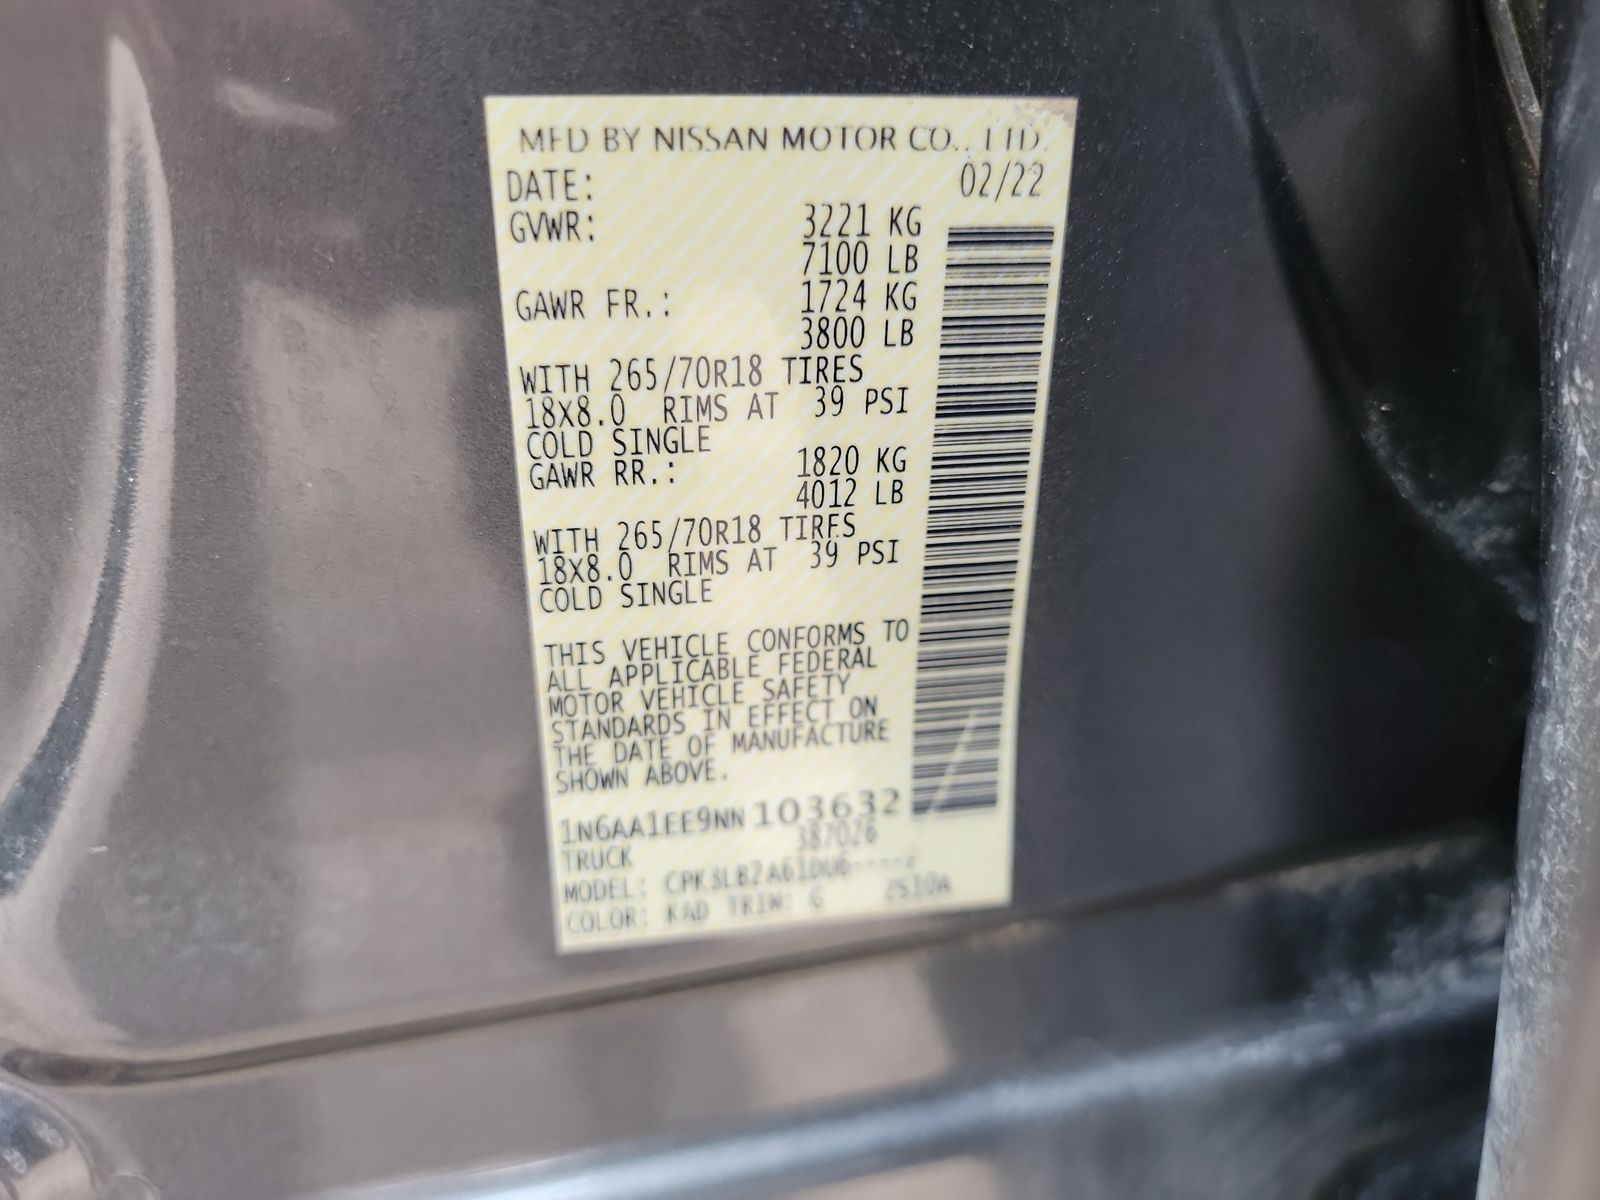 MFD BY NISSAN MOTOR CO., LTD.
DATE: 02/22
GVWR: 3221 KG
7100 LB
GAWR FR.: 1724 KG
3800 LB
WITH 265/70R18 TIRES
18X8.0 RIMS AT 39 PSI
COLD SINGLE
GAWR RR.: 1820 KG
4012 LB
WITH 265/70R18 TIRES
18X8.0 RIMS AT 39 PSI
COLD SINGLE
THIS VEHICLE CONFORMS TO
ALL APPLICABLE FEDERAL
MOTOR VEHICLE SAFETY
STANDARDS IN EFFECT ON
THE DATE OF MANUFACTURE
SHOWN ABOVE.
1N6AA1EE9NN103632
TRUCK 387026
MODEL:
COLOR: KAD TRIM: G